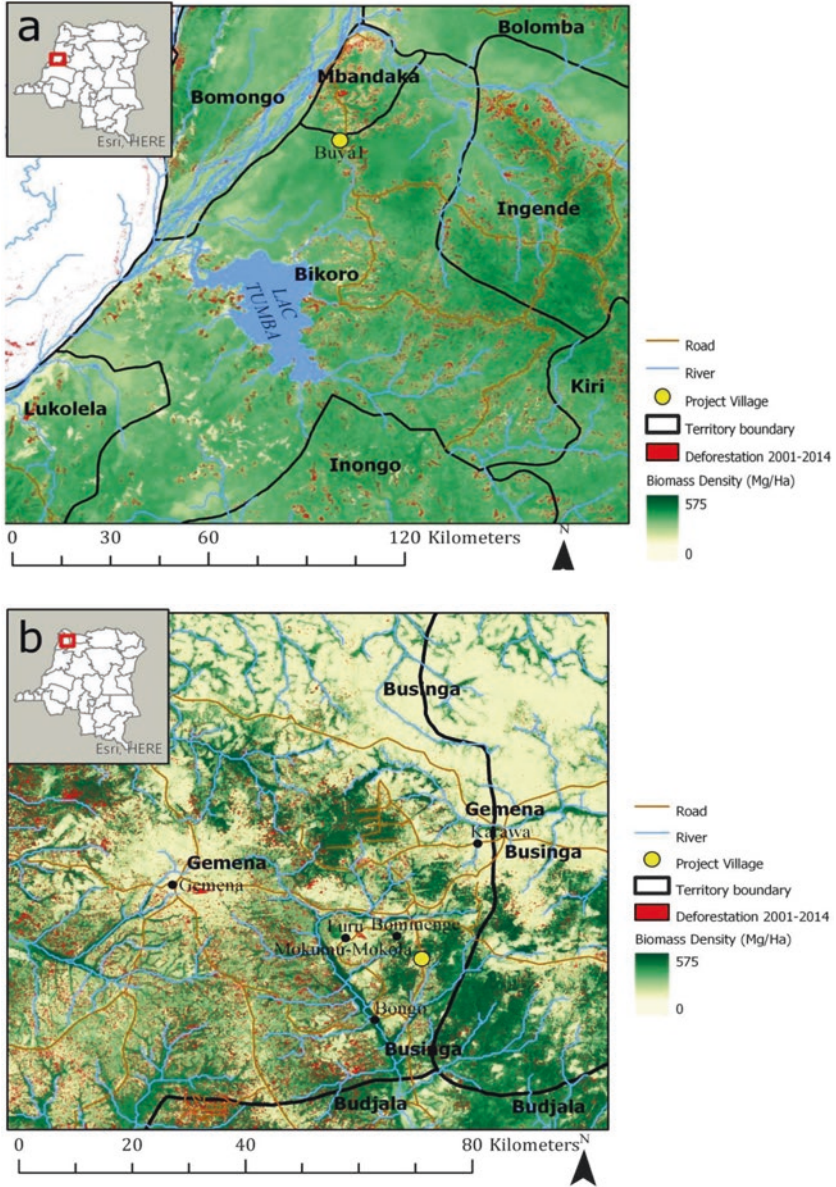 a
Esri, HERE
Bolomba
Mbandaka
Bomongo
Buya1
Ingende
Bikoro
LAC
TUMBA
Kiri
Lukolela
Inongo
Road
River
Project Village
Territory boundary
Deforestation 2001-2014
Biomass Density (Mg/Ha)
575
0
0 30 60 120 Kilometers
N
b
Esri, HERE
Businga
Gemena
Karawa
Businga
Gemena
Gemena
Furu Bominenge
Mokumu-Mokola
Bongo
Businga
Budjala Budjala
Road
River
Project Village
Territory boundary
Deforestation 2001-2014
Biomass Density (Mg/Ha)
575
0
0 20 40 80 Kilometers
N